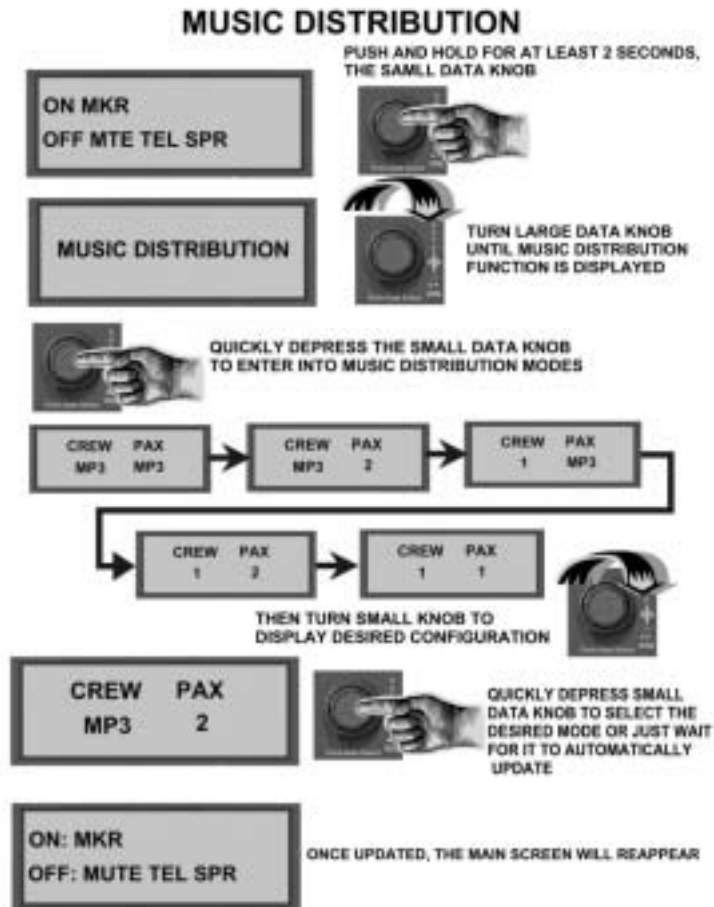 MUSIC DISTRIBUTION
PUSH AND HOLD FOR AT LEAST 2 SECONDS,
THE SAMLL DATA KNOB
ON MKR
OFF MTE TEL SPR
MUSIC DISTRIBUTION
TURN LARGE DATA KNOB
UNTIL MUSIC DISTRIBUTION
FUNCTION IS DISPLAYED
QUICKLY DEPRESS THE SMALL DATA KNOB
TO ENTER INTO MUSIC DISTRIBUTION MODES
CREW PAX
MP3 MP3
CREW PAX
MP3 2
CREW PAX
1 MP3
CREW PAX
1 2
CREW PAX
1 1
THEN TURN SMALL KNOB TO
DISPLAY DESIRED CONFIGURATION
CREW PAX
MP3 2
QUICKLY DEPRESS SMALL
DATA KNOB TO SELECT THE
DESIRED MODE OR JUST WAIT
FOR IT TO AUTOMATICALLY
UPDATE
ON: MKR
OFF: MUTE TEL SPR
ONCE UPDATED, THE MAIN SCREEN WILL REAPPEAR